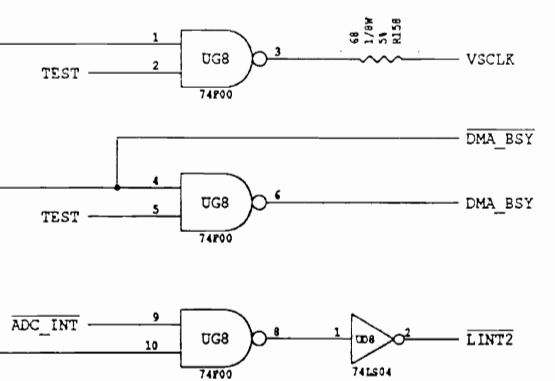 68
1/8W
5%
R158
1
UG8
3
VSCLK
TEST
2
74F00
DMA_BSY
4
UG8
6
DMA_BSY
TEST
5
74F00
ADC_INT
9
UG8
8
1
UD8
2
LINT2
10
74F00
74LS04